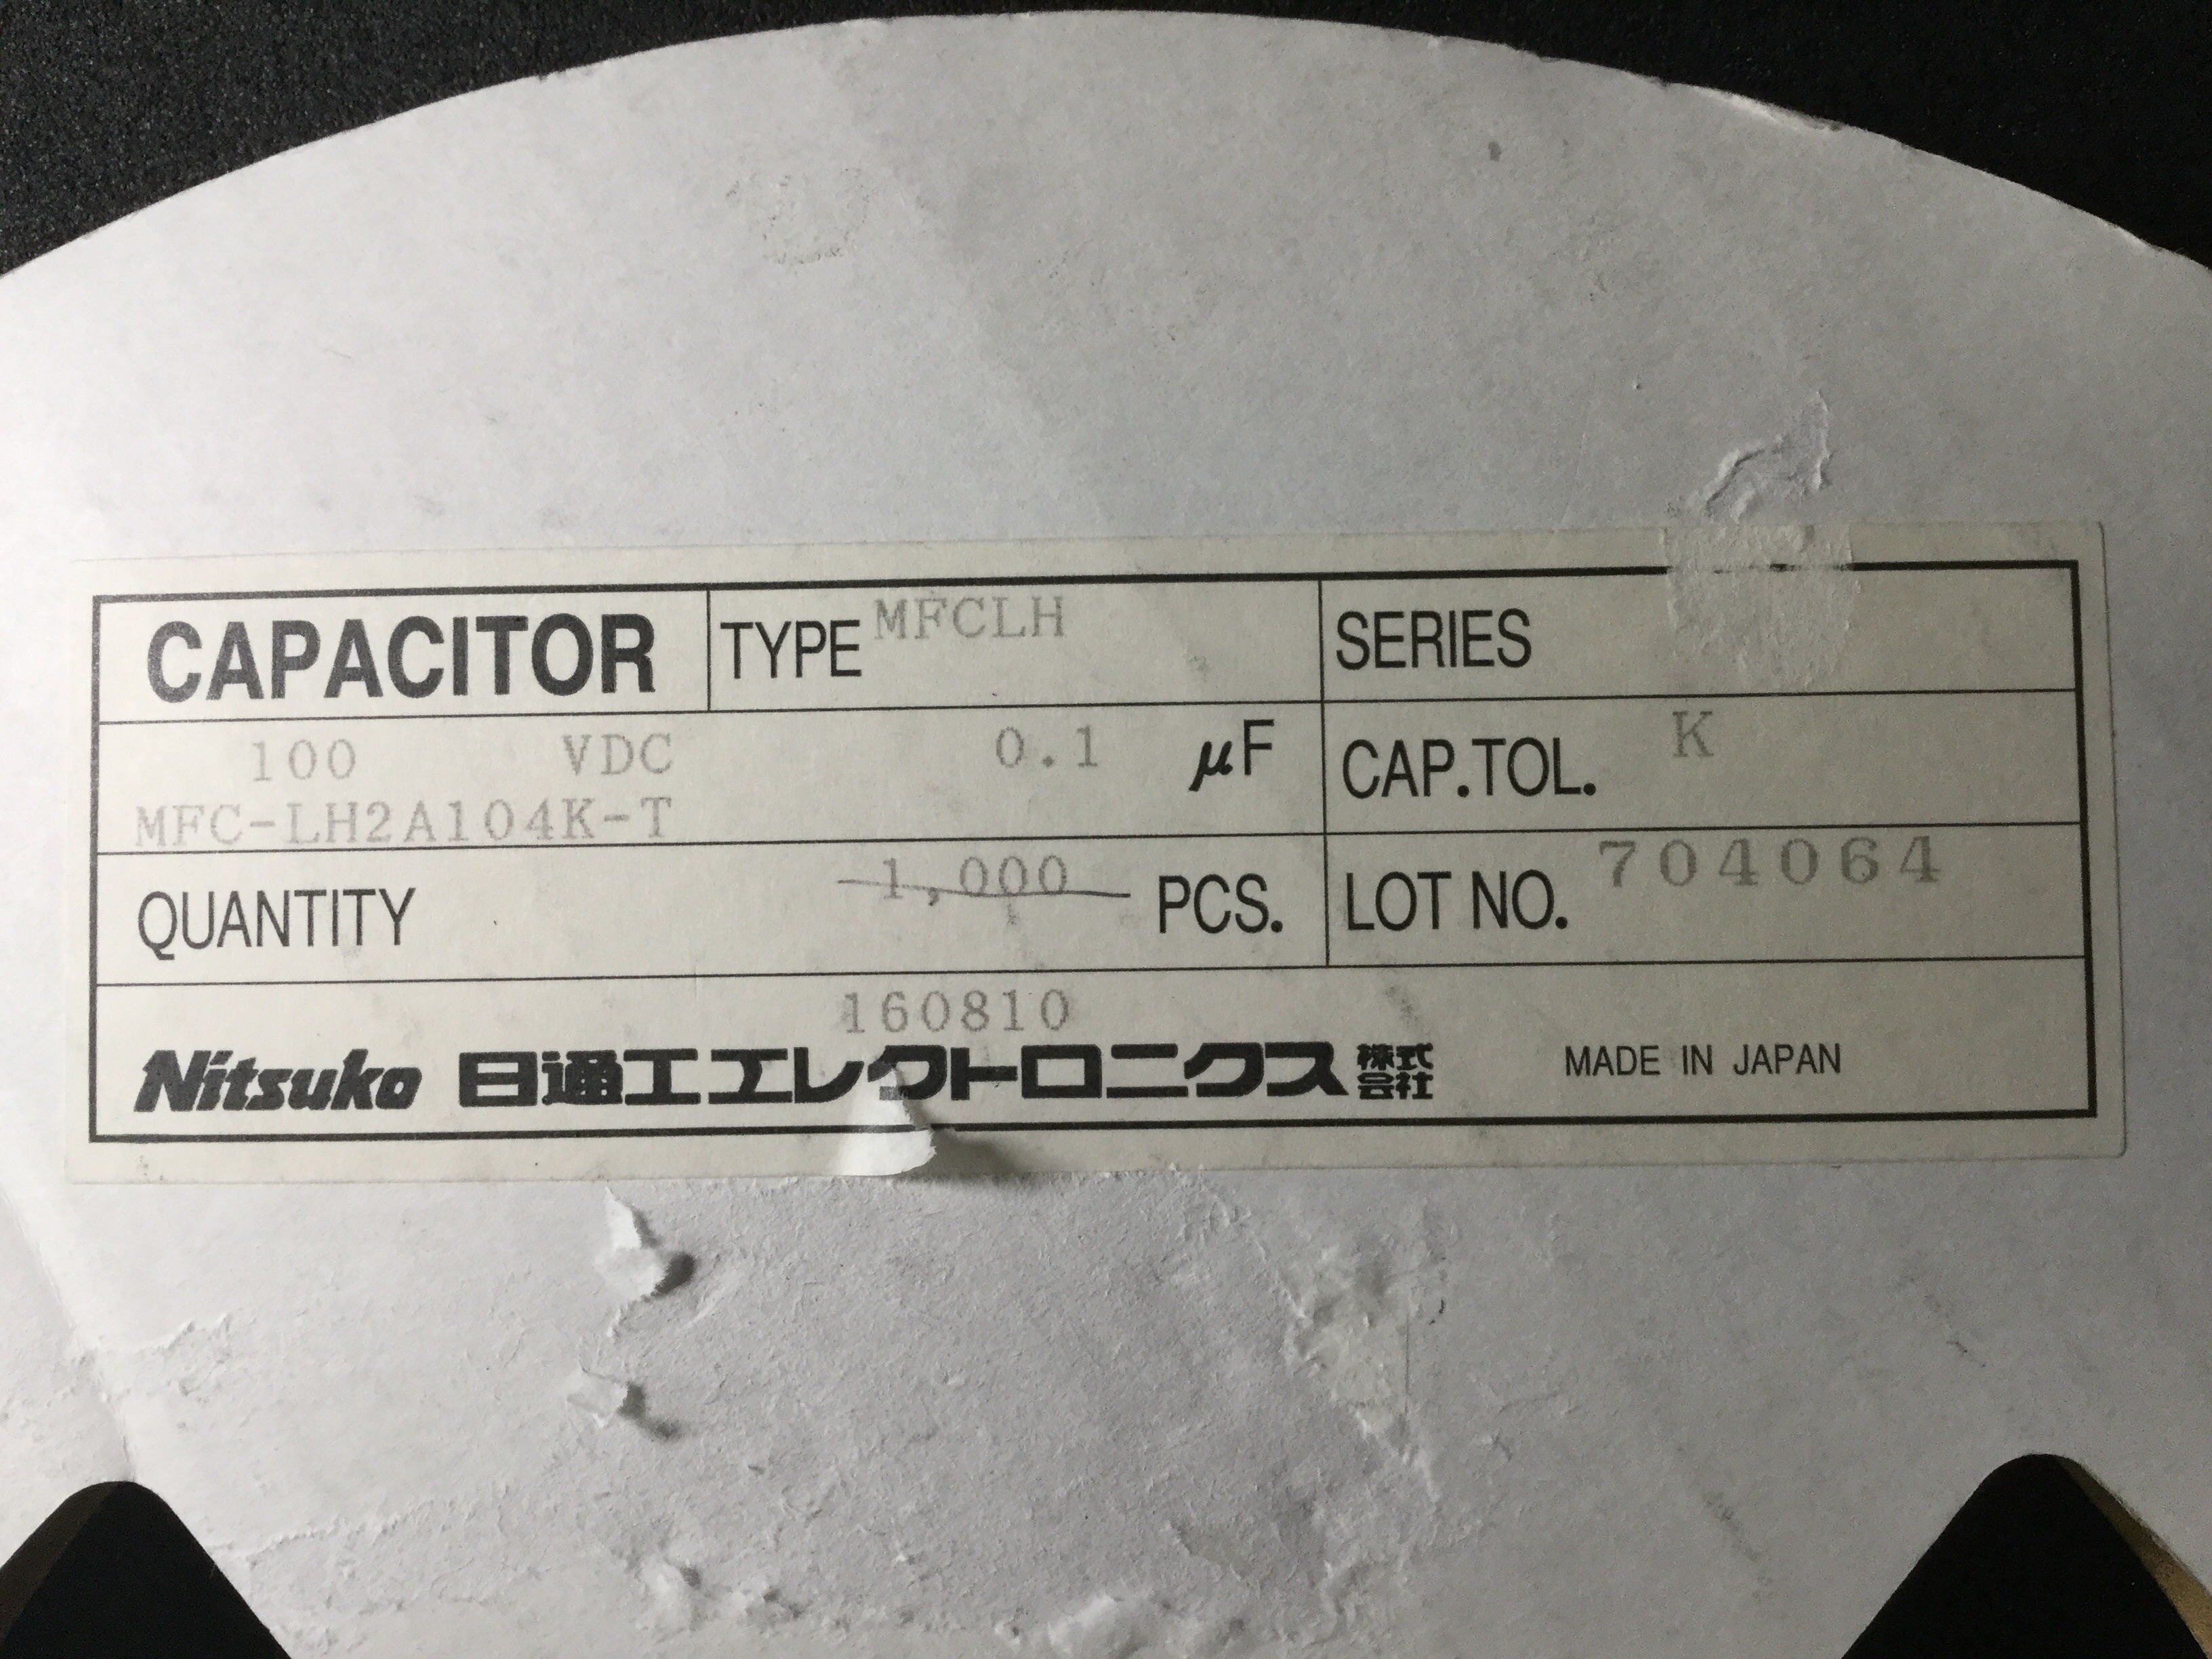 CAPACITOR TYPE MFCLH SERIES
100 VDC 0.1 μF CAP.TOL. K
MFC-LH2A104K-T
QUANTITY 1,000 PCS. LOT NO. 704064
160810
Nitsuko 日通工エレクトロニクス株式会社 MADE IN JAPAN